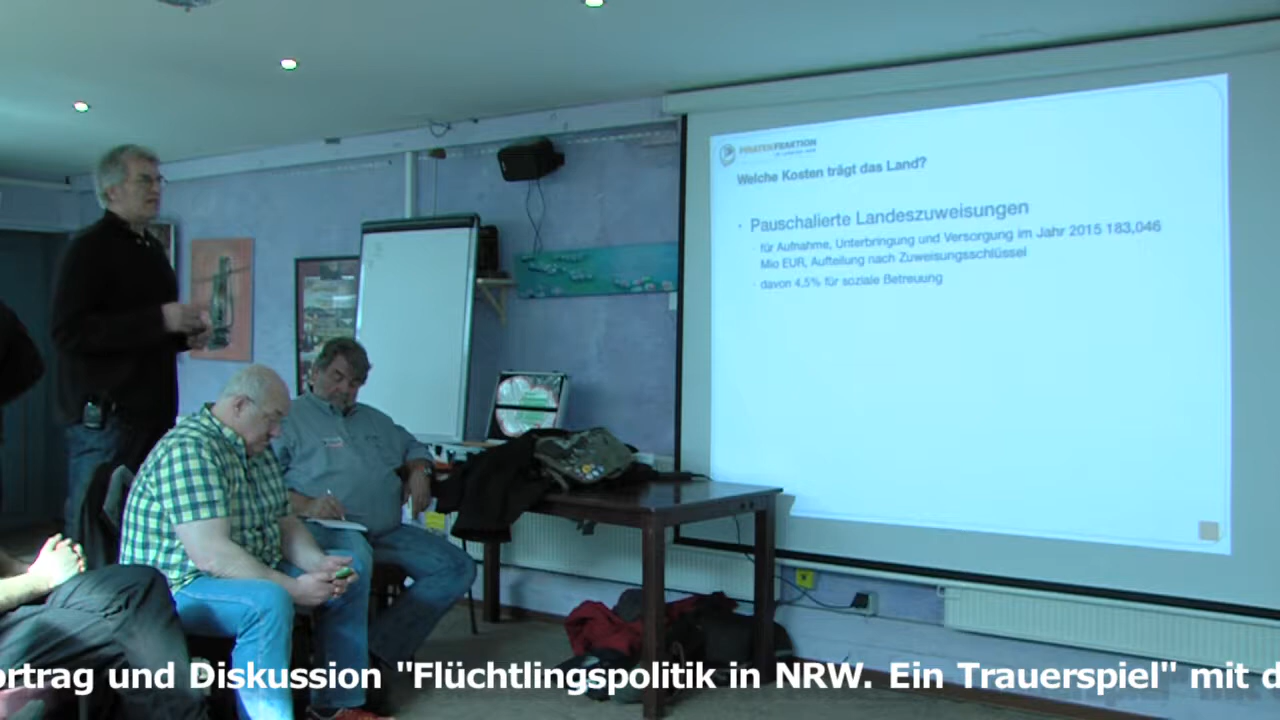 PIRATENFRAKTION
Welche Kosten trägt das Land?
· Pauschalierte Landeszuweisungen
· für Aufnahme, Unterbringung und Versorgung im Jahr 2015 183,046
Mio EUR, Aufteilung nach Zuweisungsschlüssel
· davon 4,5% für soziale Betreuung
ortrag und Diskussion "Flüchtlingspolitik in NRW. Ein Trauerspiel" mit d